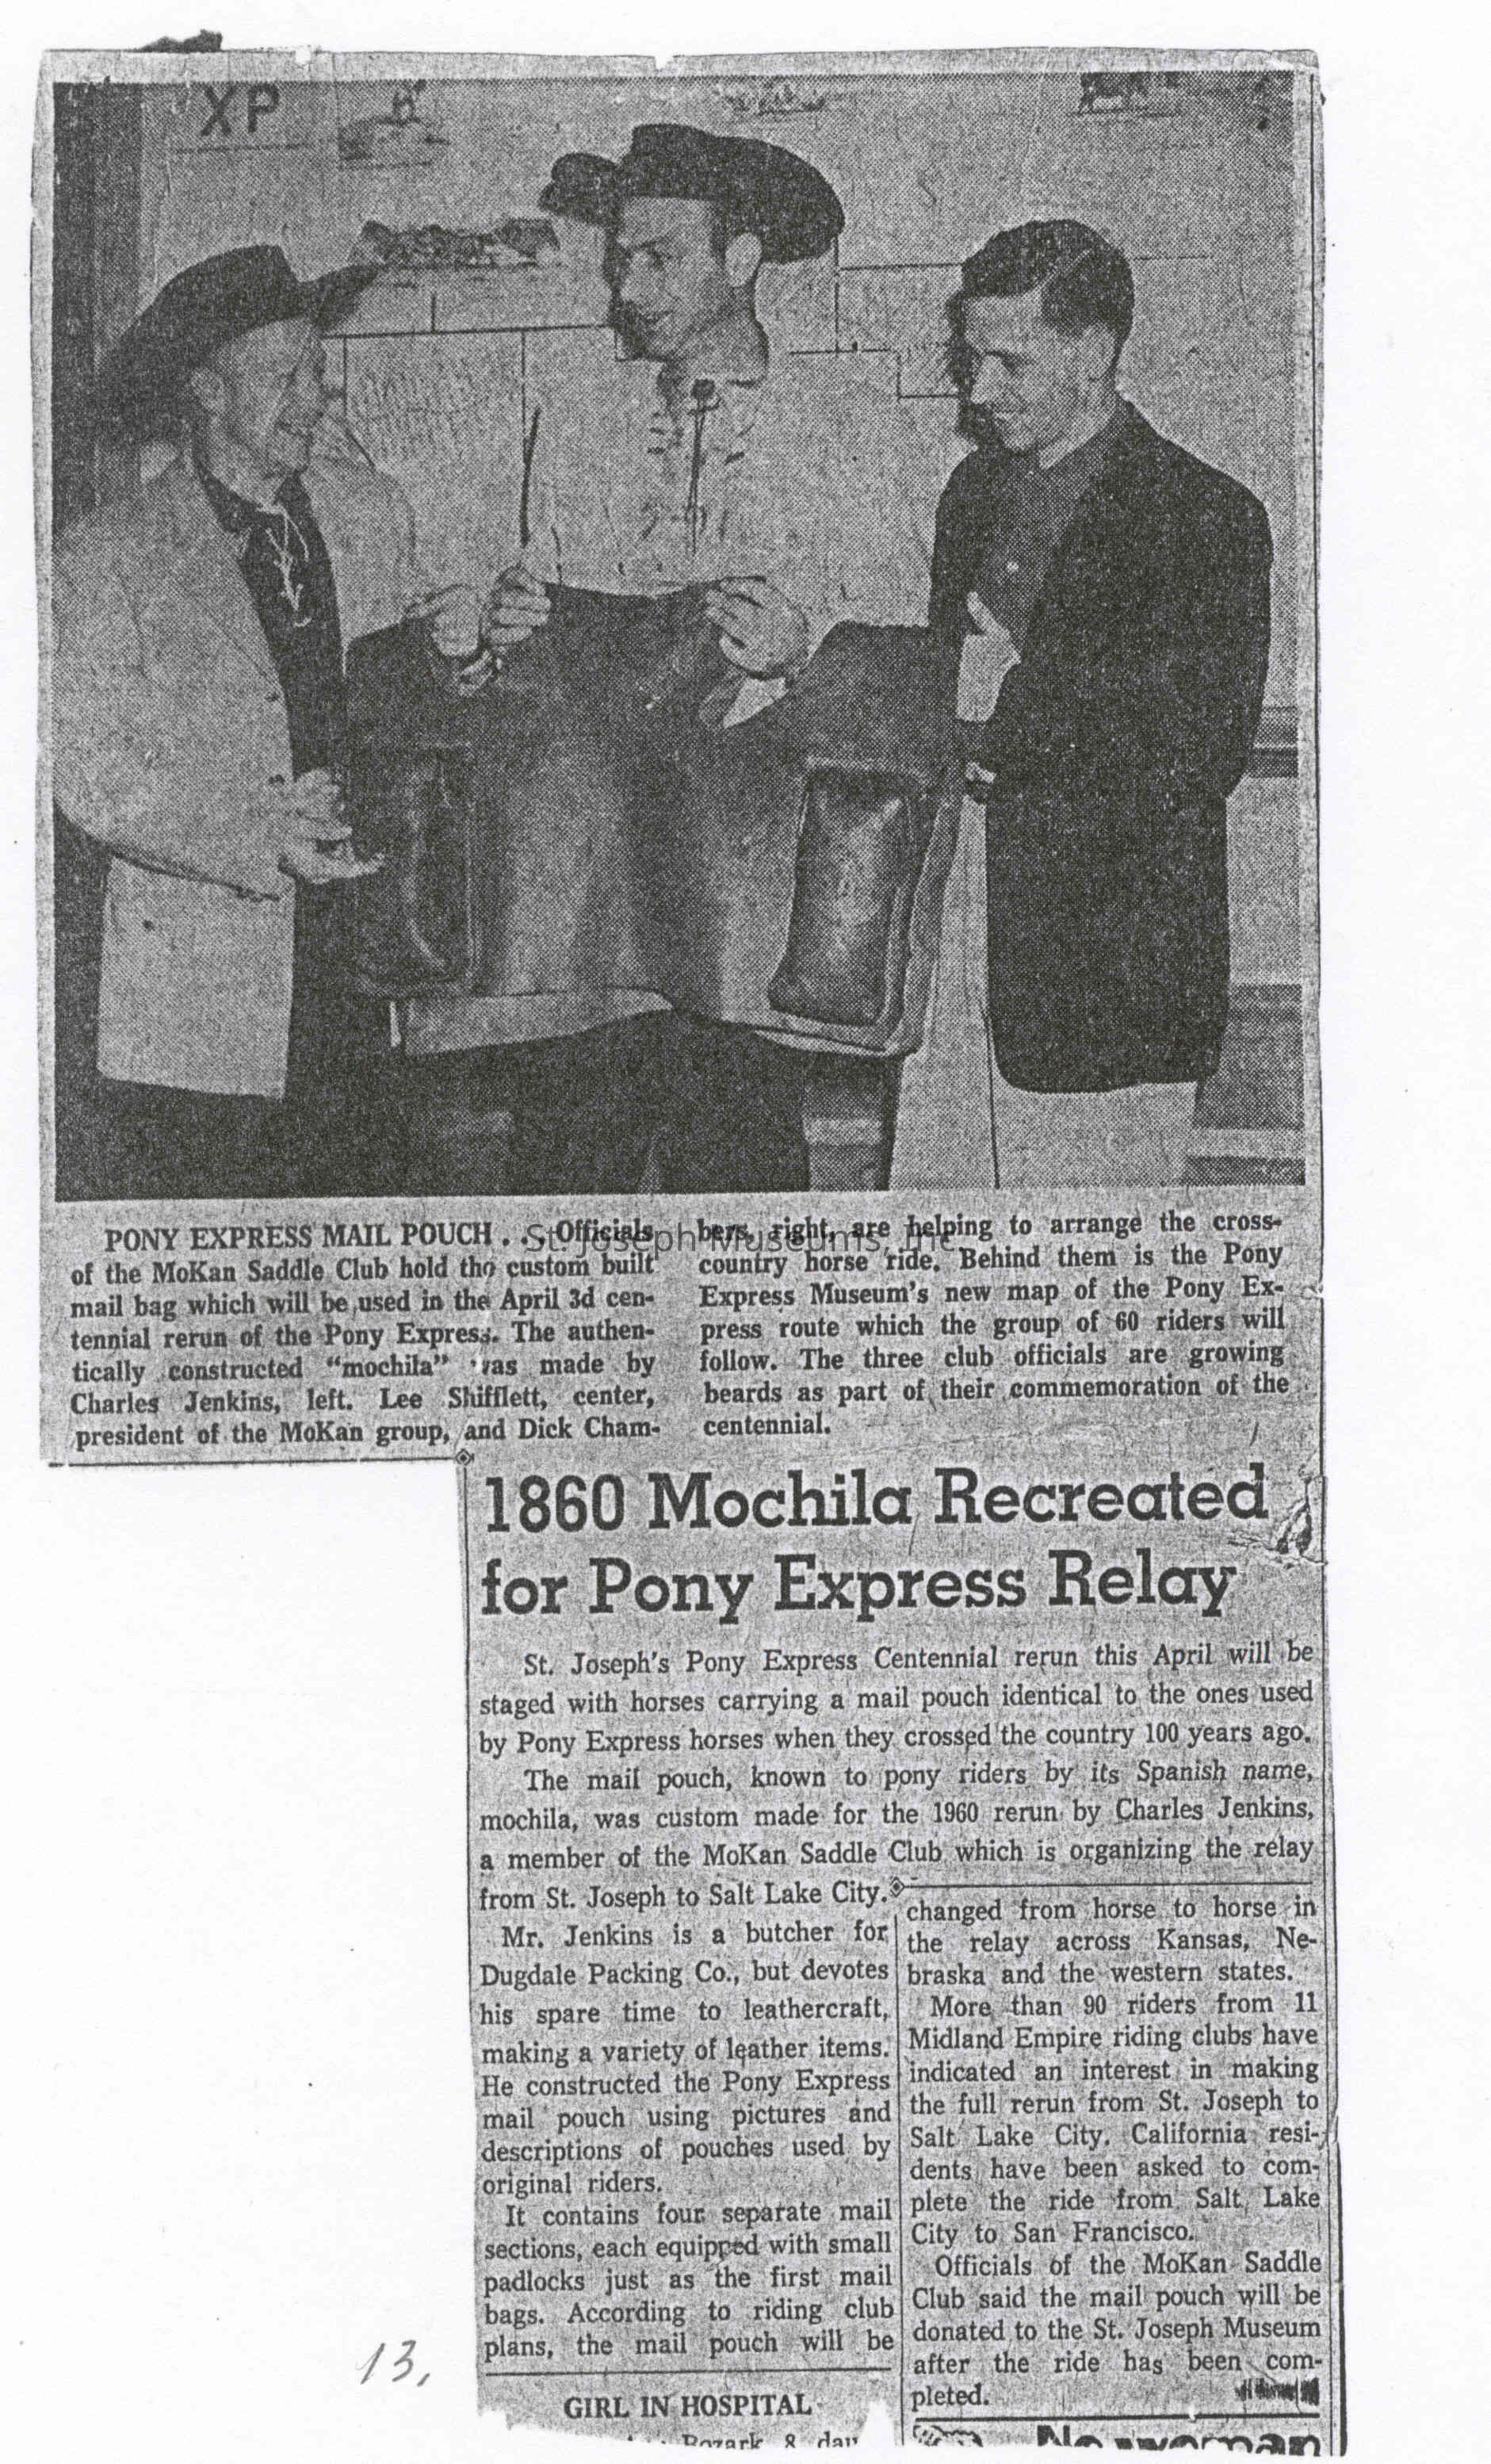 XP
PONY EXPRESS MAIL POUCH . . . Officials
of the MoKan Saddle Club hold the custom built
mail bag which will be used in the April 3d cen-
tennial rerun of the Pony Express. The authen-
tically constructed “mochila” was made by
Charles Jenkins, left. Lee Shifflett, center,
president of the MoKan group, and Dick Cham-
bers, right, are helping to arrange the cross-
country horse ride. Behind them is the Pony
Express Museum’s new map of the Pony Ex-
press route which the group of 60 riders will
follow. The three club officials are growing
beards as part of their commemoration of the
centennial.
St. Joseph Museums, Inc.
1860 Mochila Recreated
for Pony Express Relay
St. Joseph’s Pony Express Centennial rerun this April will be
staged with horses carrying a mail pouch identical to the ones used
by Pony Express horses when they crossed the country 100 years ago.
The mail pouch, known to pony riders by its Spanish name,
mochila, was custom made for the 1960 rerun by Charles Jenkins,
a member of the MoKan Saddle Club which is organizing the relay
from St. Joseph to Salt Lake City.
Mr. Jenkins is a butcher for
Dugdale Packing Co., but devotes
his spare time to leathercraft,
making a variety of leather items.
He constructed the Pony Express
mail pouch using pictures and
descriptions of pouches used by
original riders.
It contains four separate mail
sections, each equipped with small
padlocks just as the first mail
bags. According to riding club
plans, the mail pouch will be
changed from horse to horse in
the relay across Kansas, Ne-
braska and the western states.
More than 90 riders from 11
Midland Empire riding clubs have
indicated an interest in making
the full rerun from St. Joseph to
Salt Lake City. California resi-
dents have been asked to com-
plete the ride from Salt Lake
City to San Francisco.
Officials of the MoKan Saddle
Club said the mail pouch will be
donated to the St. Joseph Museum
after the ride has been com-
pleted.
13,
GIRL IN HOSPITAL
Bozark, 8, day
No woman